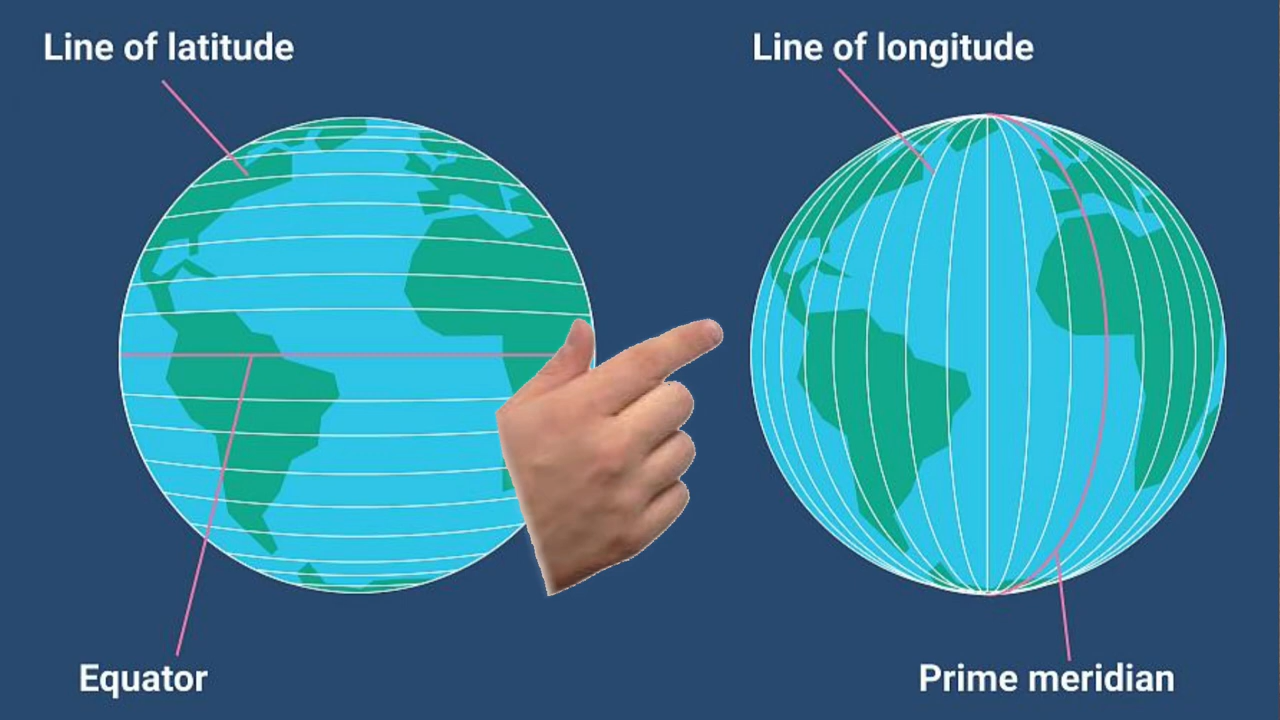 Line of latitude
Line of longitude
Equator
Prime meridian